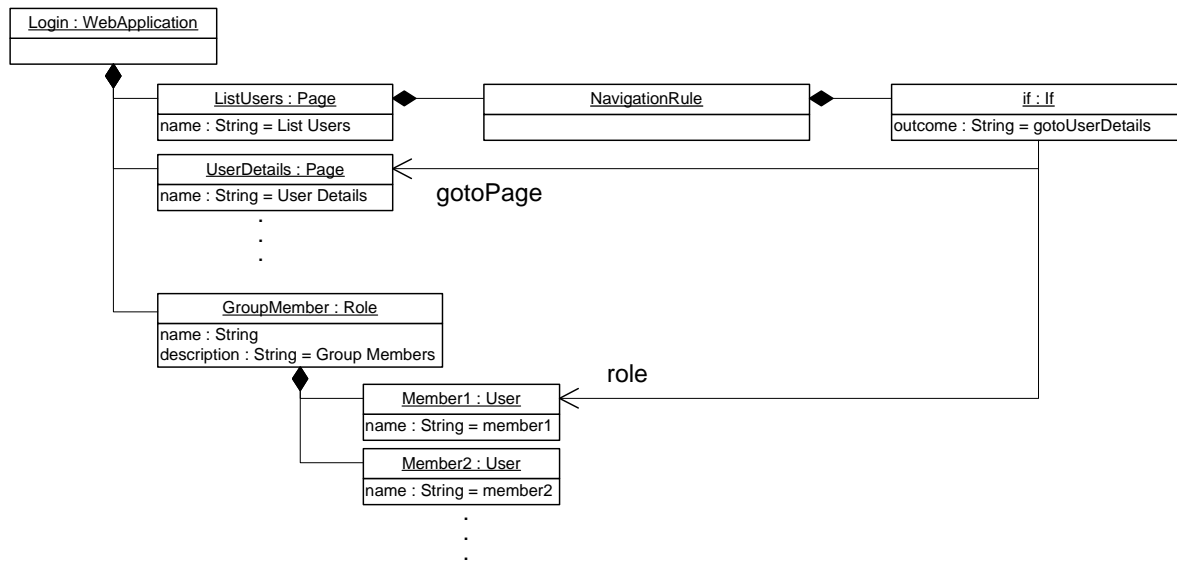 Login : WebApplication
ListUsers : Page
name : String = List Users
NavigationRule
if : If
outcome : String = gotoUserDetails
UserDetails : Page
name : String = User Details
gotoPage
GroupMember : Role
name : String
description : String = Group Members
role
Member1 : User
name : String = member1
Member2 : User
name : String = member2